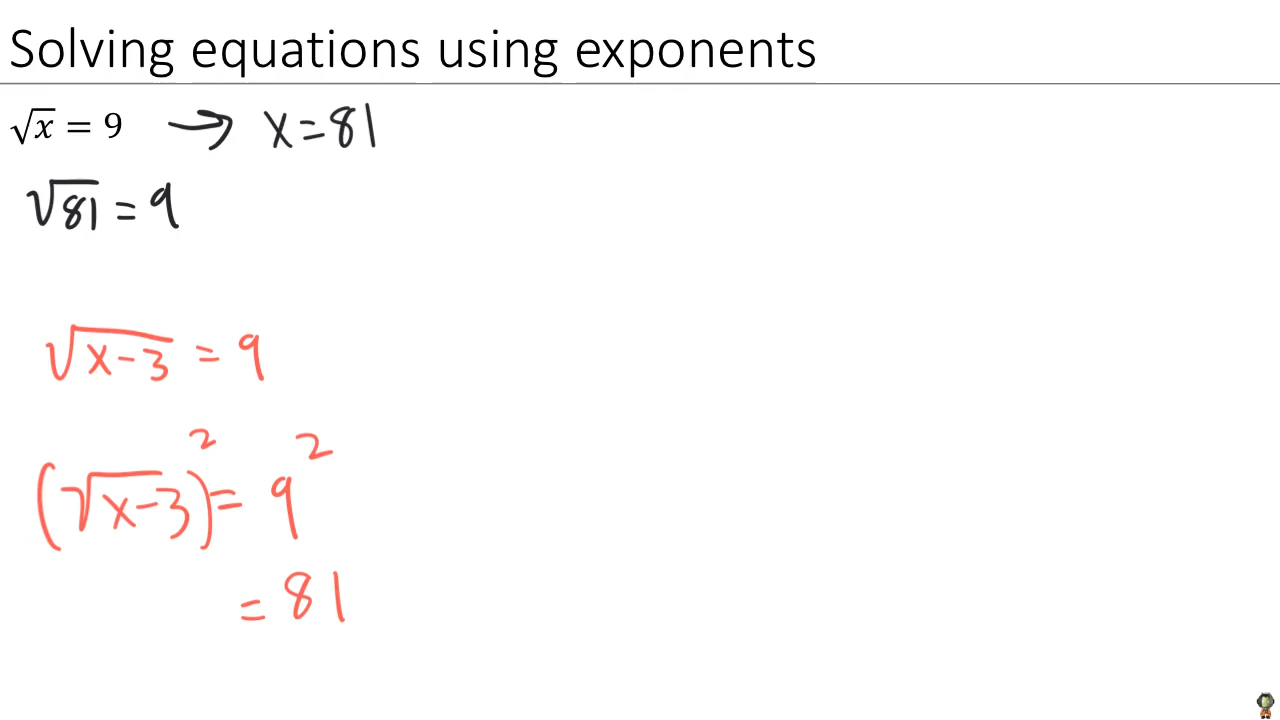 Solving equations using exponents
√x = 9 → x = 81
√81 = 9
√x-3 = 9
(√x-3)² = 9²
= 81